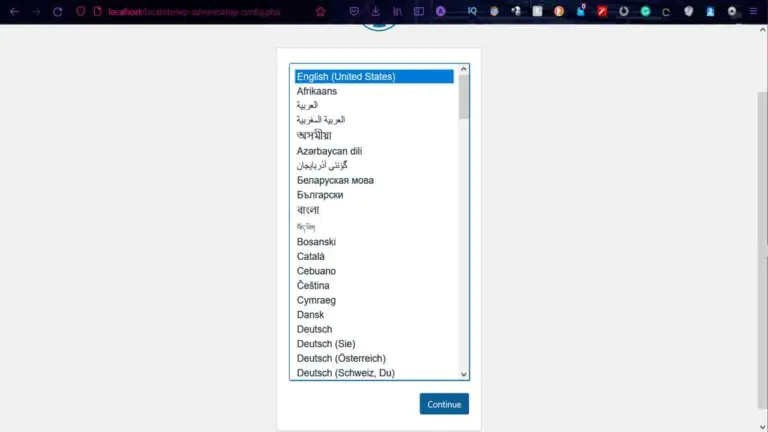 localhost/localsite/wp-admin/setup-config.php
English (United States)
Afrikaans
العربية
العربية المغربية
অসমীয়া
Azərbaycan dili
گؤنئی آذربایجان
Беларуская мова
Български
বাংলা
བོད་ཡིག
Bosanski
Català
Cebuano
Čeština
Cymraeg
Dansk
Deutsch
Deutsch (Sie)
Deutsch (Österreich)
Deutsch (Schweiz, Du)
Continue